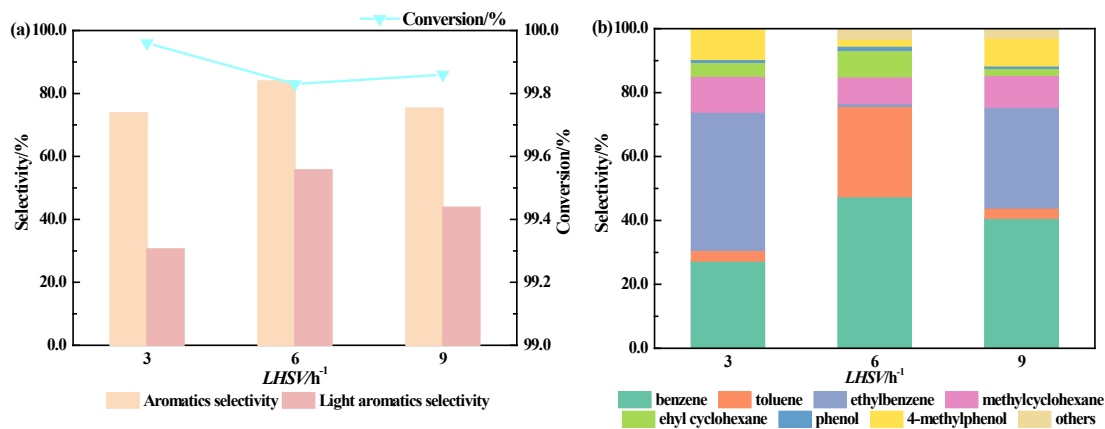 (a)
Conversion/%
100.0
80.0
60.0
40.0
20.0
0.0
Selectivity/%
100.0
99.8
99.6
99.4
99.2
99.0
Conversion/%
3 6 9
LHSV/h-1
Aromatics selectivity Light aromatics selectivity
(b)
100.0
80.0
60.0
40.0
20.0
0.0
Selectivity/%
3 6 9
LHSV/h-1
benzene toluene ethylbenzene methylcyclohexane
ehyl cyclohexane phenol 4-methylphenol others